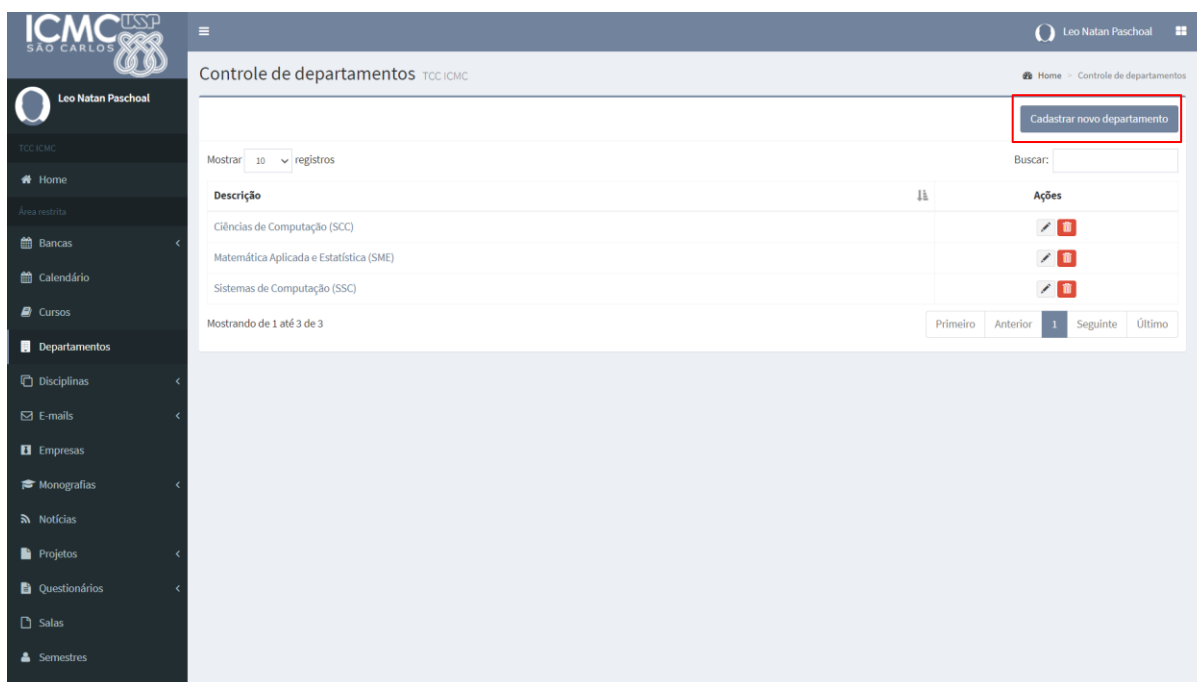 ICMC USP
SÃO CARLOS
Leo Natan Paschoal
Controle de departamentos TCC ICMC
Home > Controle de departamentos
Leo Natan Paschoal
Cadastrar novo departamento
TCC ICMC
Home
Área restrita
Bancas
Calendário
Cursos
Departamentos
Disciplinas
E-mails
Empresas
Monografias
Notícias
Projetos
Questionários
Salas
Semestres
Mostrar 10 registros
Buscar:
Descrição Ações
Ciências de Computação (SCC)
Matemática Aplicada e Estatística (SME)
Sistemas de Computação (SSC)
Mostrando de 1 até 3 de 3
Primeiro Anterior 1 Seguinte Último